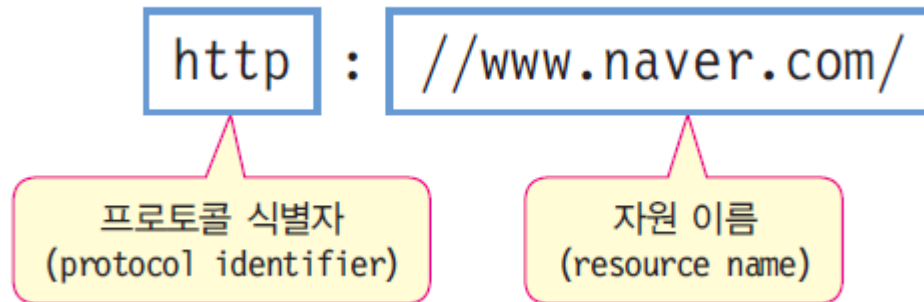 http : //www.naver.com/
프로토콜 식별자
(protocol identifier)
자원 이름
(resource name)